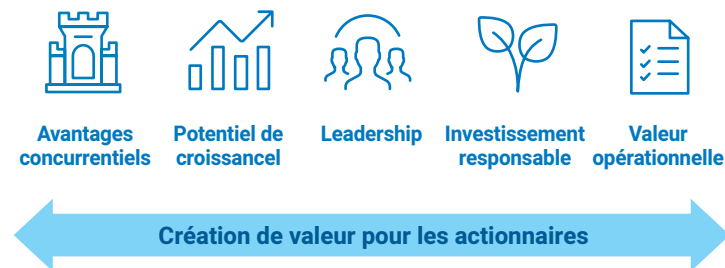 Avantages
concurrentiels
Potentiel de
croissancel
Leadership
Investissement
responsable
Valeur
opérationnelle
Création de valeur pour les actionnaires